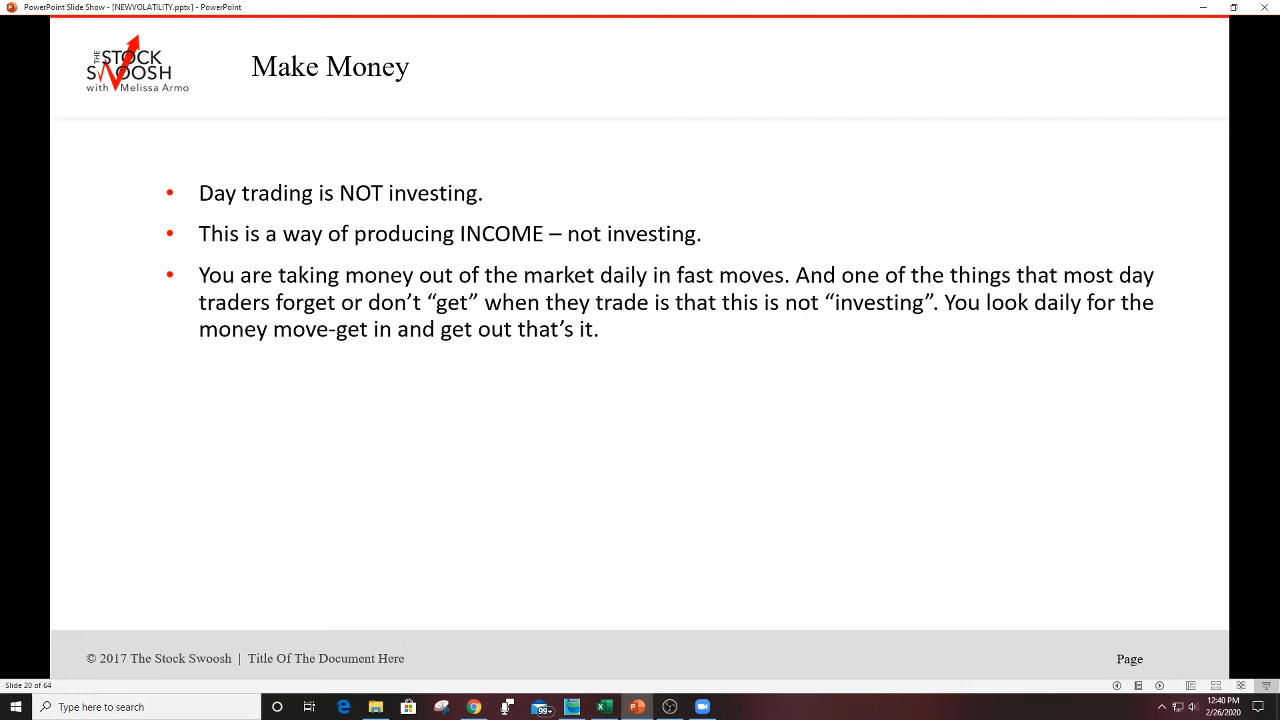 PowerPoint Slide Show - [NEWVOLATILITY.pptx] - PowerPoint
THE STOCK
SWOOSH
with Melissa Armo
Make Money
• Day trading is NOT investing.
• This is a way of producing INCOME – not investing.
• You are taking money out of the market daily in fast moves. And one of the things that most day
traders forget or don’t “get” when they trade is that this is not “investing”. You look daily for the
money move-get in and get out that’s it.
© 2017 The Stock Swoosh | Title Of The Document Here
Page
Slide 20 of 64
Type here to search
99+
12:40 PM
2/26/2020